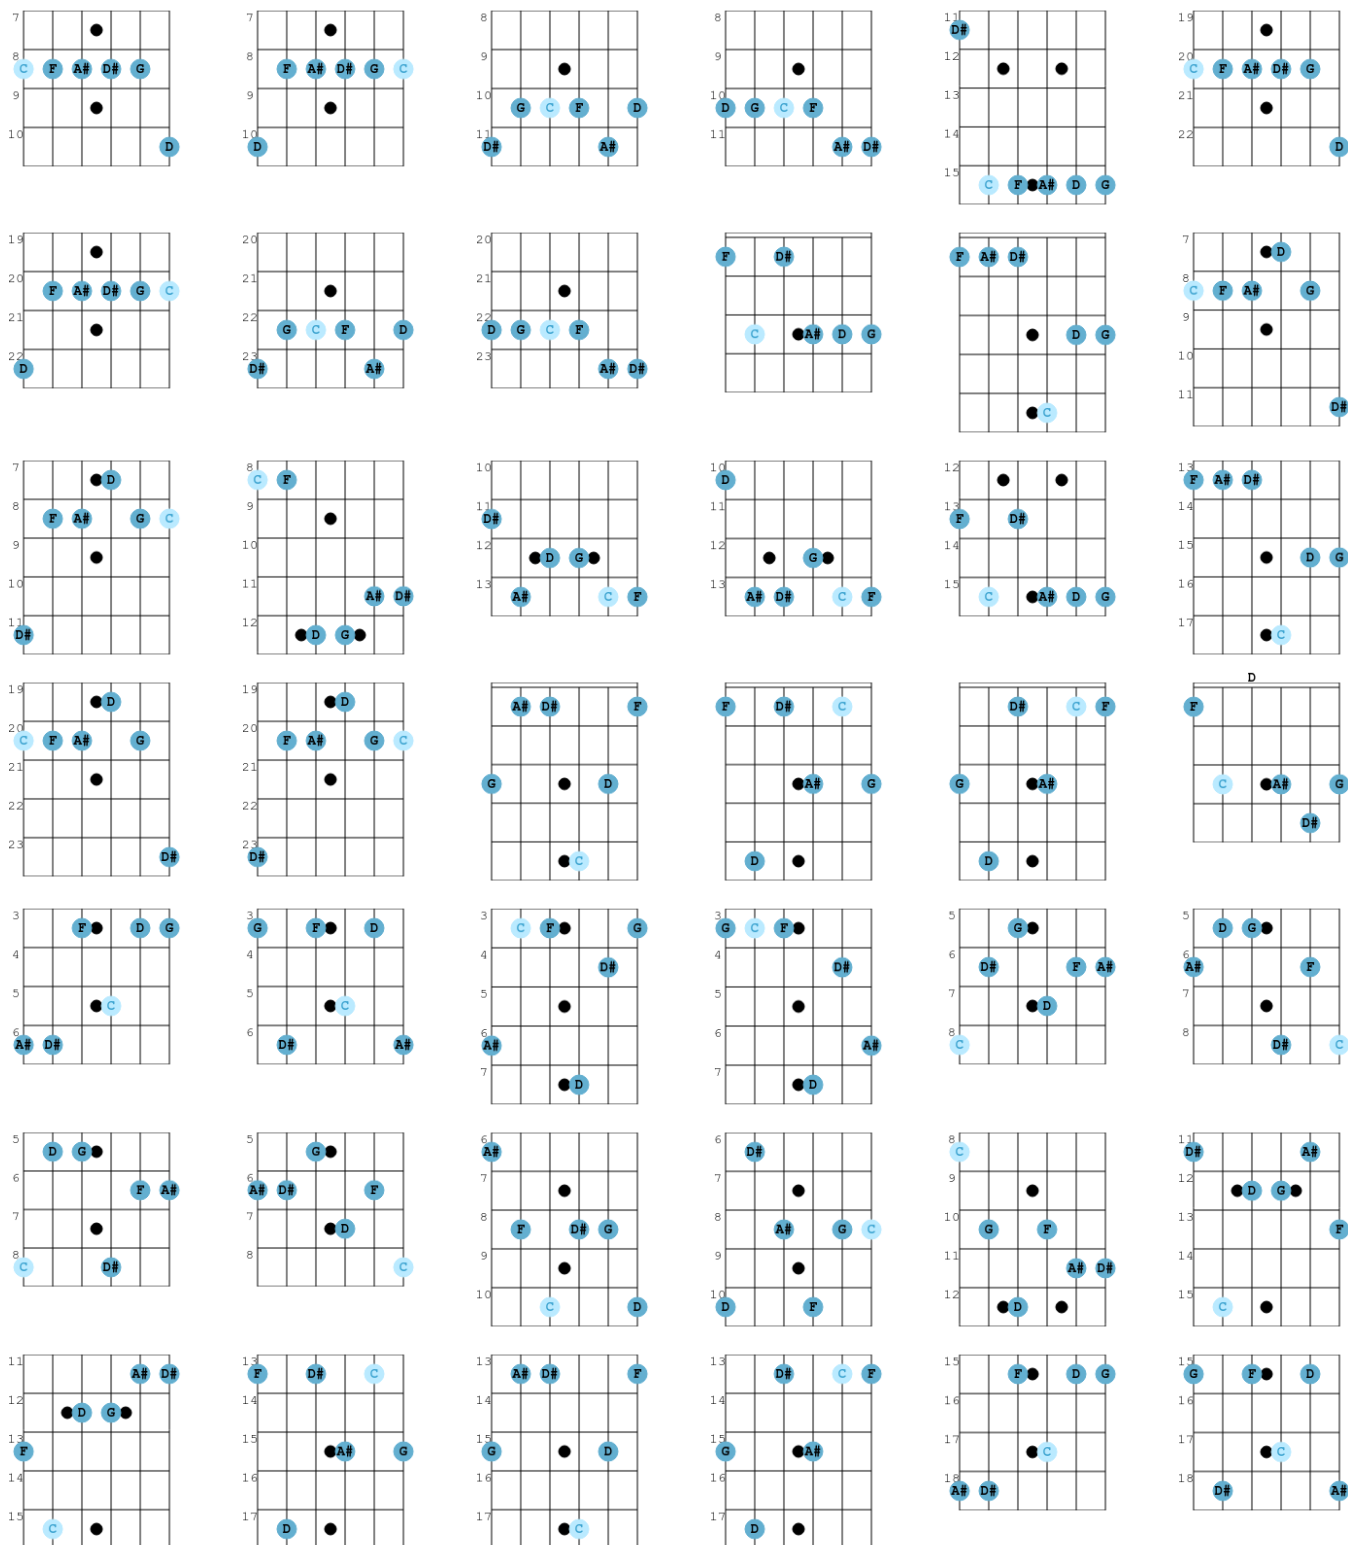 7 7 8 8 11 19
D#
8 8 9 9 12 20
C F A# D# G F A# D# G C C F A# D# G
9 9 10 10 13 21
G C F D D G C F
10 10 11 11 14 22
D D D# A# A# D# D
15
C F A# D G
19 20 20 7
D
F D#
F A# D#
20 21 21 8
F A# D# G C C F A# G
21 22 22 9
G C F D D G C F C A# D G D G
22 23 23 10
D D# A# A# D#
11
C D#
7 8 10 10 12 13
D C F D F A# D#
8 9 11 11 13 14
F A# G C D# F D#
9 10 12 12 14 15
D G G D G
10 11 13 13 15 16
A# D# A# C F A# D# C F C A# D G
11 12 17
D# D G C
19 19 D
D D A# D# F F D# C D# C F F
20 20
C F A# G F A# G C
21 21
G D A# G G A# C A# G
22 22
D#
23 23
D# D# C D D
3 3 3 3 5 5
F D G G F D C F G G C F G D G
4 4 4 4 6 6
D# D# D# F A# A# F
5 5 5 5 7 7
C C D
6 6 6 6 8 8
A# D# D# A# A# A# C D# C
7 7
D D
5 5 6 6 8 11
D G G A# D# C D# A#
6 6 7 7 9 12
F A# A# D# F D G
7 7 8 8 10 13
D F D# G A# G C G F F
8 8 9 9 11 14
C D# C A# D#
10 10 12 15
C D D F D C
11 13 13 13 15 15
A# D# F D# C A# D# F D# C F F D G G F D
12 14 14 14 16 16
D G
13 15 15 15 17 17
F A# G G D G A# C C
14 16 16 16 18 18
A# D# D# A#
15 17 17 17
C D C D